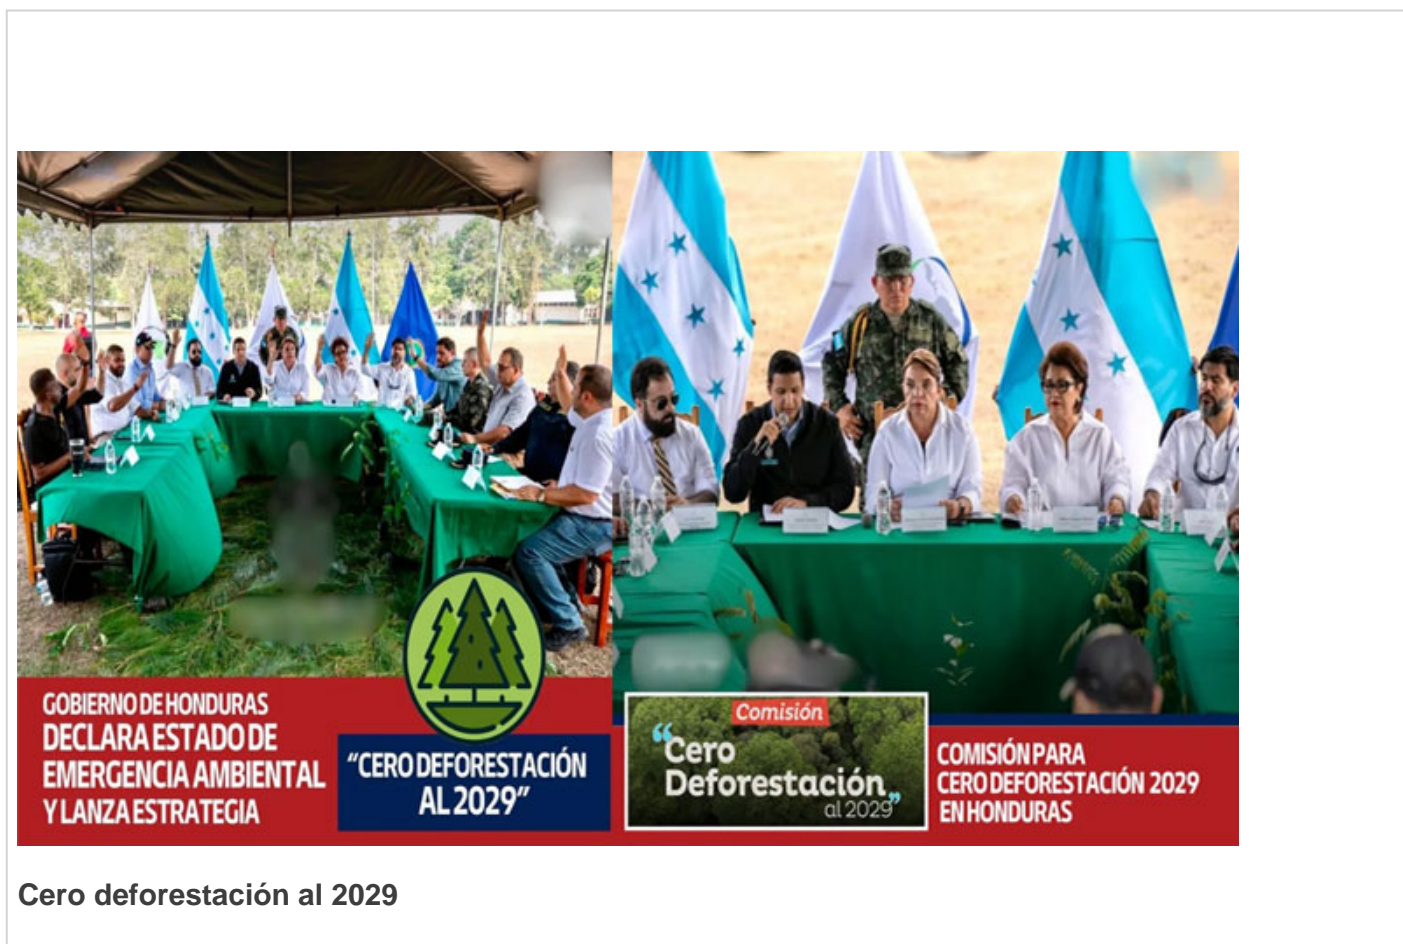 GOBIERNO DE HONDURAS
DECLARA ESTADO DE
EMERGENCIA AMBIENTAL
Y LANZA ESTRATEGIA
“CERO DEFORESTACIÓN
AL 2029”
Comisión
“Cero
Deforestación”
al 2029
COMISIÓN PARA
CERO DEFORESTACIÓN 2029
EN HONDURAS
Cero deforestación al 2029